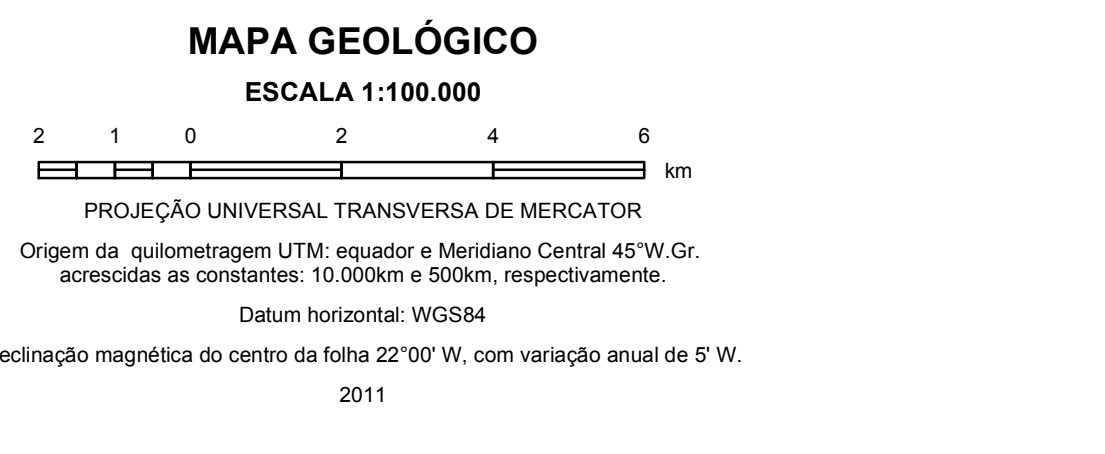 MAPA GEOLÓGICO
ESCALA 1:100.000
2 1 0 2 4 6
km
PROJEÇÃO UNIVERSAL TRANSVERSA DE MERCATOR
Origem da quilometragem UTM: equador e Meridiano Central 45°W.Gr.
acrescidas as constantes: 10.000km e 500km, respectivamente.
Datum horizontal: WGS84
eclinação magnética do centro da folha 22°00' W, com variação anual de 5' W.
2011